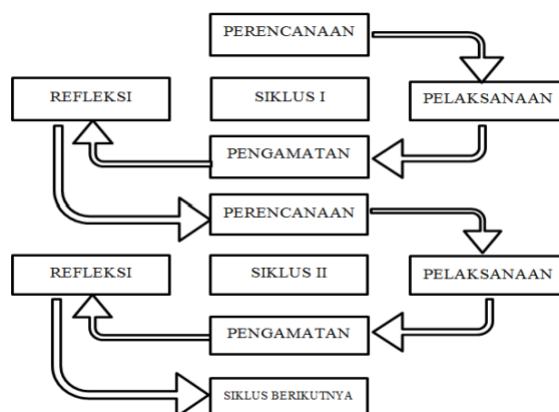 PERENCANAAN
REFLEKSI
SIKLUS I
PELAKSANAAN
PENGAMATAN
PERENCANAAN
REFLEKSI
SIKLUS II
PELAKSANAAN
PENGAMATAN
SIKLUS BERIKUTNYA